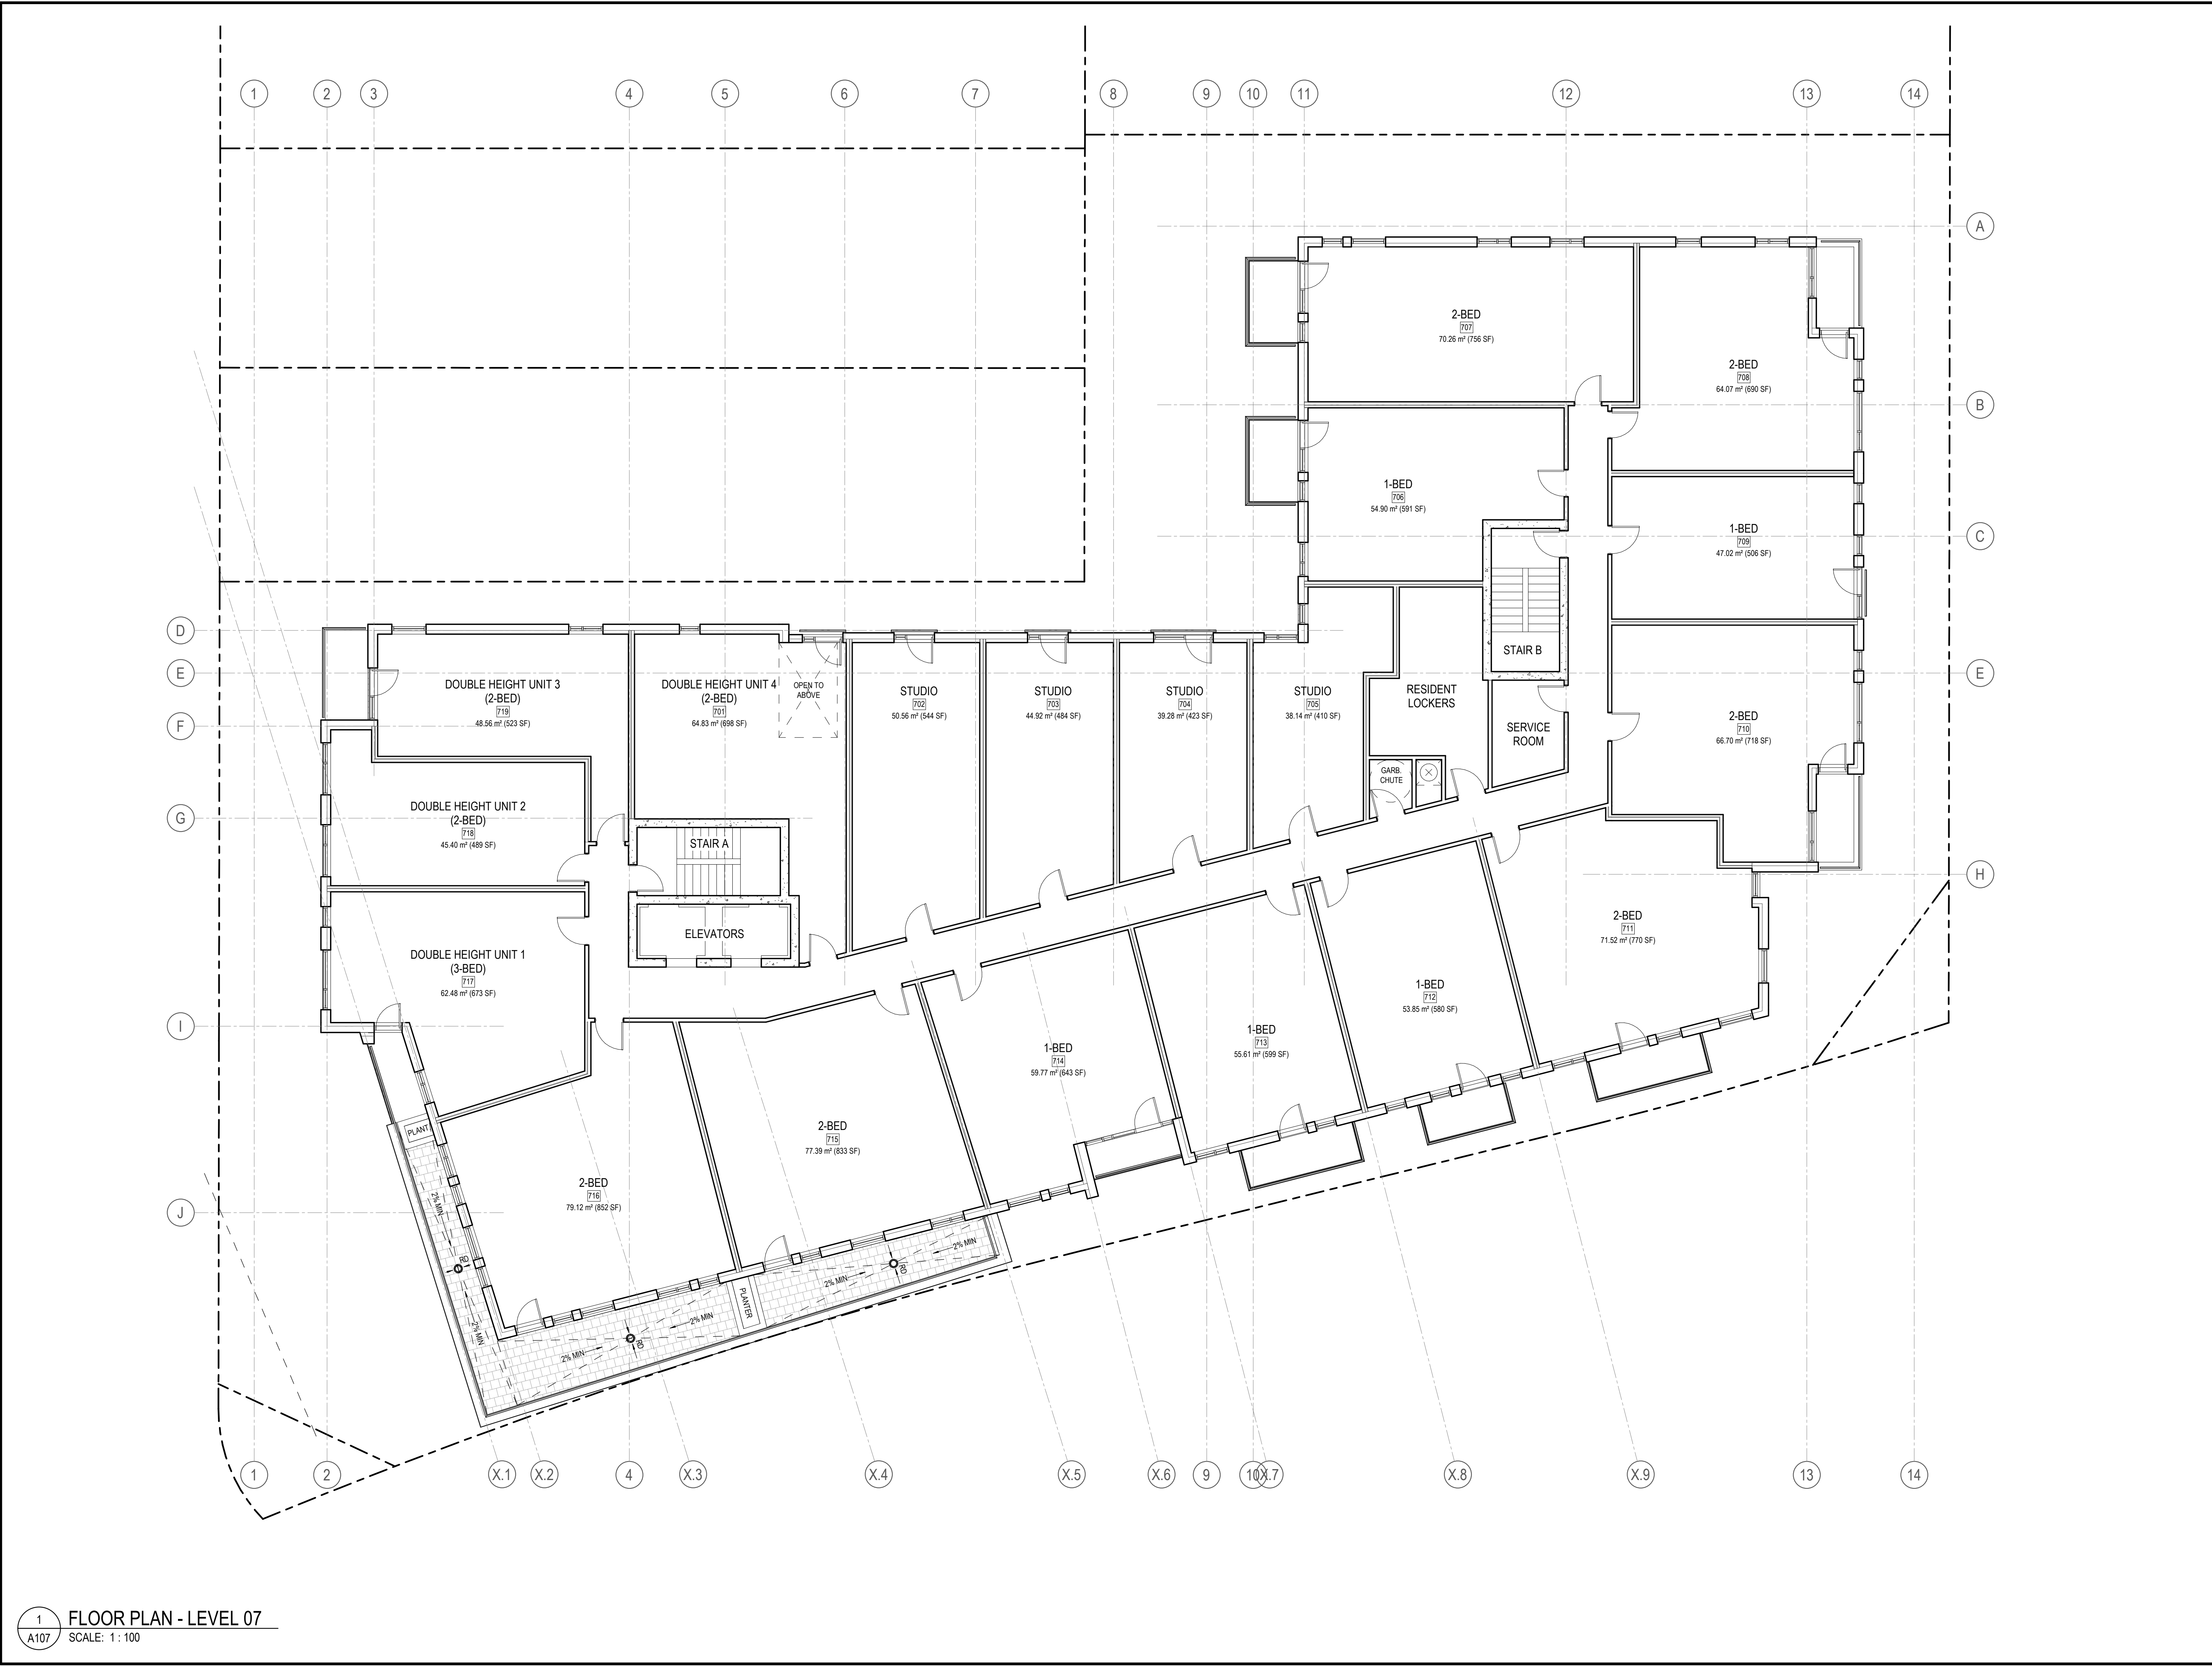 1 2 3 4 5 6 7 8 9 10 11 12 13 14
A
2-BED
707
70.26 m² (756 SF)
2-BED
708
64.07 m² (690 SF)
B
1-BED
706
54.90 m² (591 SF)
1-BED
709
47.02 m² (506 SF)
C
D
STAIR B
E
E
DOUBLE HEIGHT UNIT 3
(2-BED)
719
48.56 m² (523 SF)
DOUBLE HEIGHT UNIT 4
(2-BED)
701
64.83 m² (698 SF)
OPEN TO
ABOVE
STUDIO
702
50.56 m² (544 SF)
STUDIO
703
44.92 m² (484 SF)
STUDIO
704
39.28 m² (423 SF)
STUDIO
705
38.14 m² (410 SF)
RESIDENT
LOCKERS
SERVICE
ROOM
2-BED
710
66.70 m² (718 SF)
F
GARB.
CHUTE
DOUBLE HEIGHT UNIT 2
(2-BED)
718
45.40 m² (489 SF)
G
STAIR A
H
ELEVATORS
2-BED
711
71.52 m² (770 SF)
DOUBLE HEIGHT UNIT 1
(3-BED)
717
62.48 m² (673 SF)
1-BED
712
53.85 m² (580 SF)
I
1-BED
713
55.61 m² (599 SF)
1-BED
714
59.77 m² (643 SF)
PLANT
2-BED
715
77.39 m² (833 SF)
2-BED
716
79.12 m² (852 SF)
J
2% MIN
RD
2% MIN
2% MIN
RD
2% MIN
PLANTER
2% MIN
RD
2% MIN
1 2 X.1 X.2 4 X.3 X.4 X.5 X.6 9 10 X.7 X.8 X.9 13 14
1
A107
FLOOR PLAN - LEVEL 07
SCALE: 1 : 100